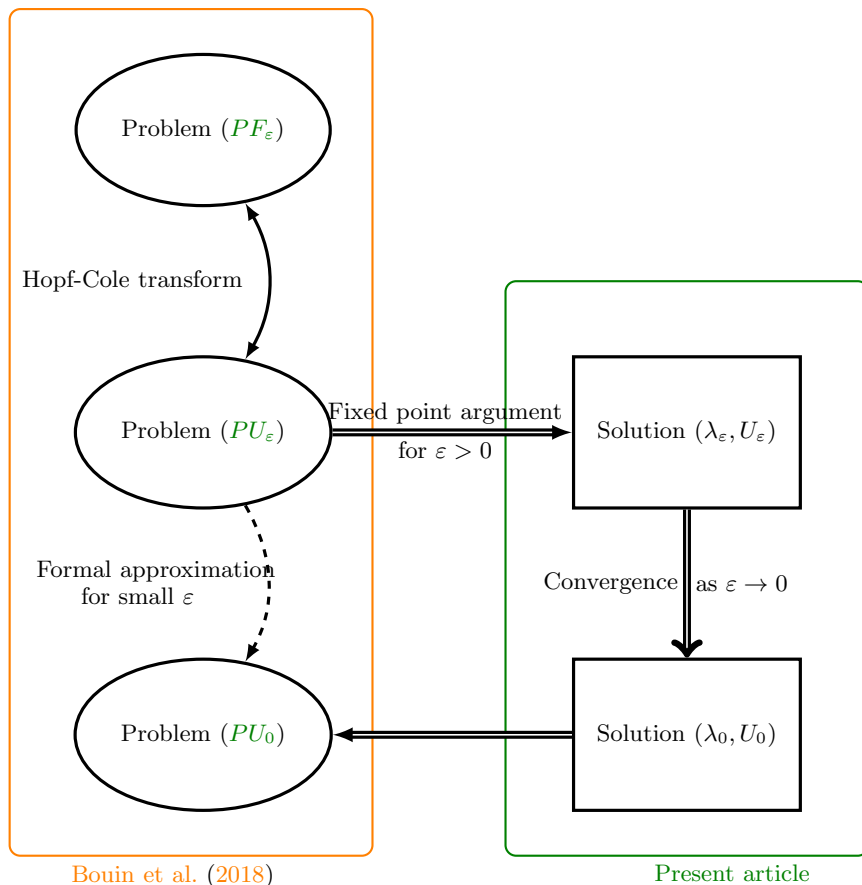 Problem (PF_ε)
Hopf-Cole transform
Problem (PU_ε)
Fixed point argument
for ε > 0
Solution (λ_ε, U_ε)
Formal approximation
for small ε
Convergence as ε → 0
Problem (PU_0)
Solution (λ_0, U_0)
Bouin et al. (2018)
Present article